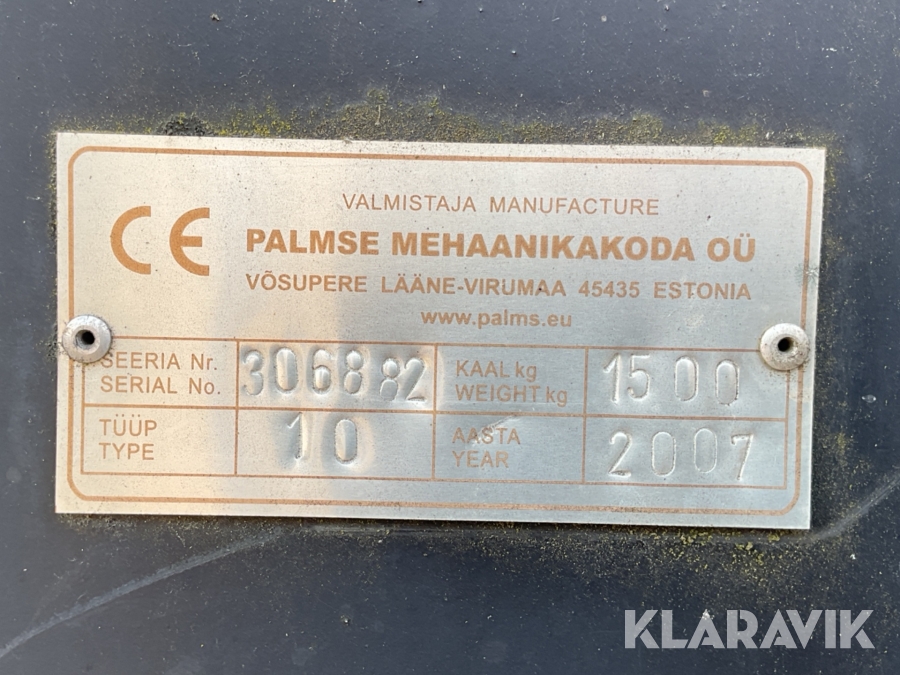 CE
VALMISTAJA MANUFACTURE
PALMSE MEHAANIKAKODA OÜ
VÕSUPERE LÄÄNE-VIRUMAA 45435 ESTONIA
www.palms.eu
SEERIA Nr.
SERIAL No.
3068882
KAAL kg
WEIGHT kg
1500
TÜÜP
TYPE
10
AASTA
YEAR
2007
KLARAVIK